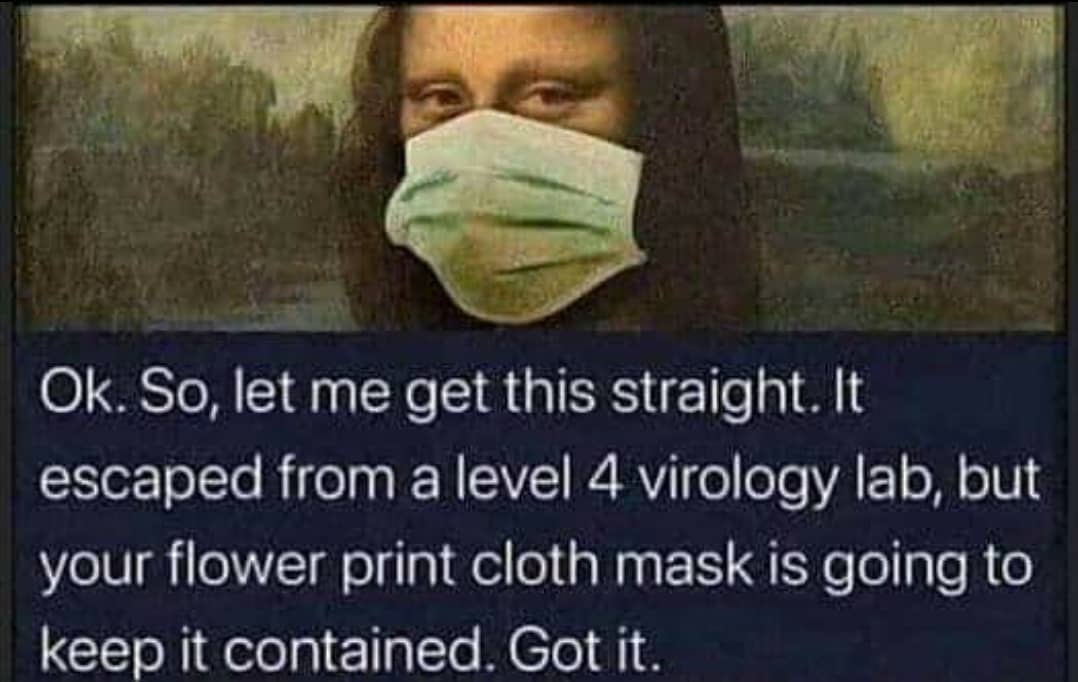 Ok. So, let me get this straight. It
escaped from a level 4 virology lab, but
your flower print cloth mask is going to
keep it contained. Got it.